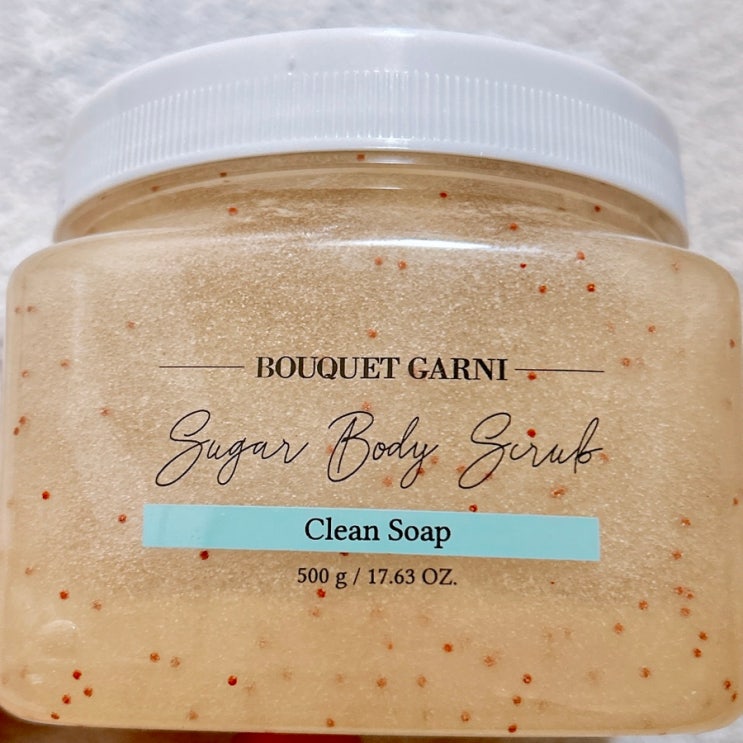 BOUQUET GARNI
Sugar Body Scrub
Clean Soap
500 g / 17.63 OZ.